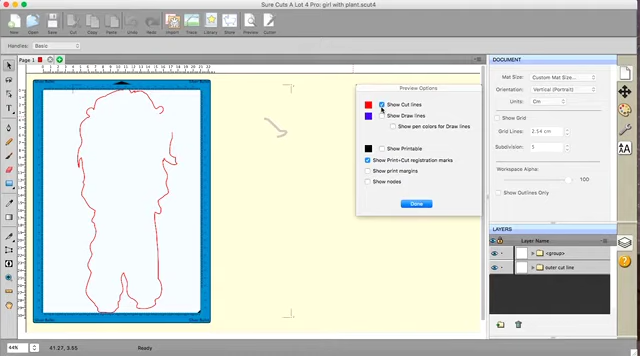 Sure Cuts A Lot 4 Pro: girl with plant.scut4
New
Open
Save
Cut
Copy
Paste
Undo
Redo
Import
Trace
Library
Share
Preview
Cutter
Handles: Basic
Page 1
Preview Options
Show Cut lines
Show Draw lines
Show pen colors for Draw lines
Show Printable
Show Print+Cut registration marks
Show print margins
Show nodes
Done
DOCUMENT
Mat Size: Custom Mat Size...
Orientation: Vertical (Portrait)
Units: Cm
Show Grid
Grid Lines: 2.54 cm
Subdivision: 5
Workspace Alpha: 100
Show Outlines Only
LAYERS
Layer Name
<group>
outer cut line
44%
41.27, 3.55
Ready